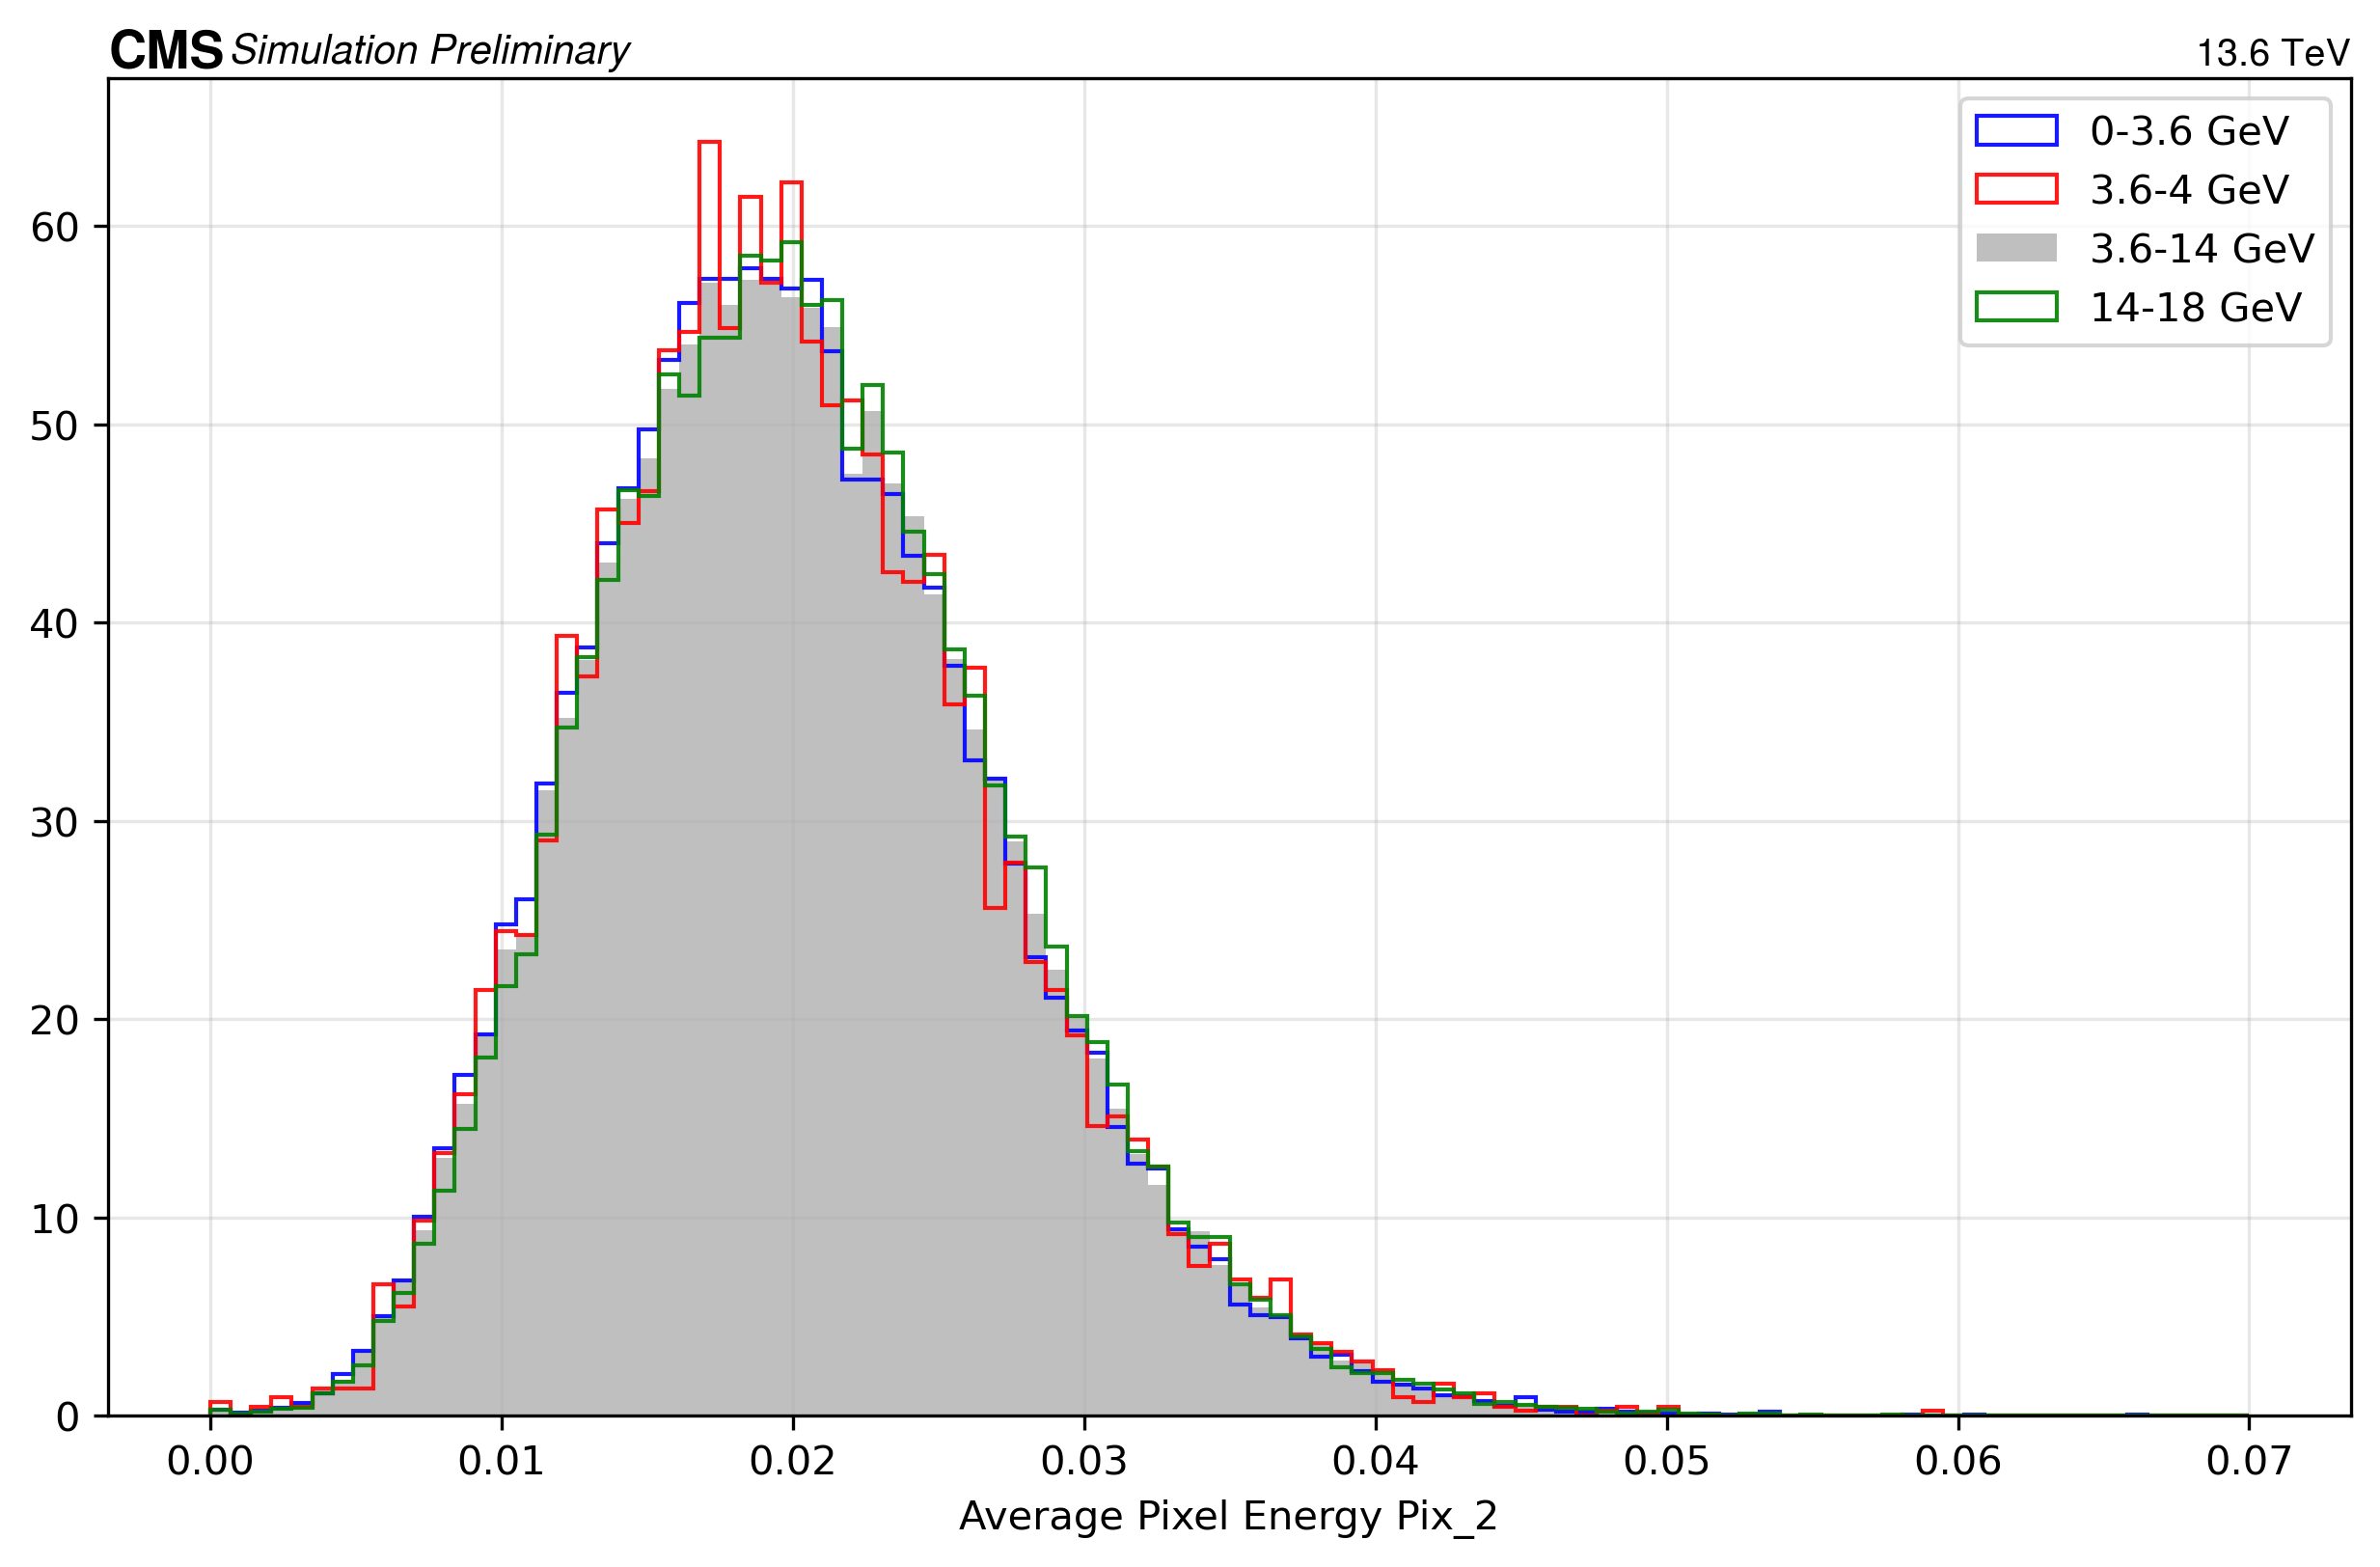 CMS Simulation Preliminary
13.6 TeV
0-3.6 GeV
3.6-4 GeV
3.6-14 GeV
14-18 GeV
60
50
40
30
20
10
0
0.00 0.01 0.02 0.03 0.04 0.05 0.06 0.07
Average Pixel Energy Pix_2